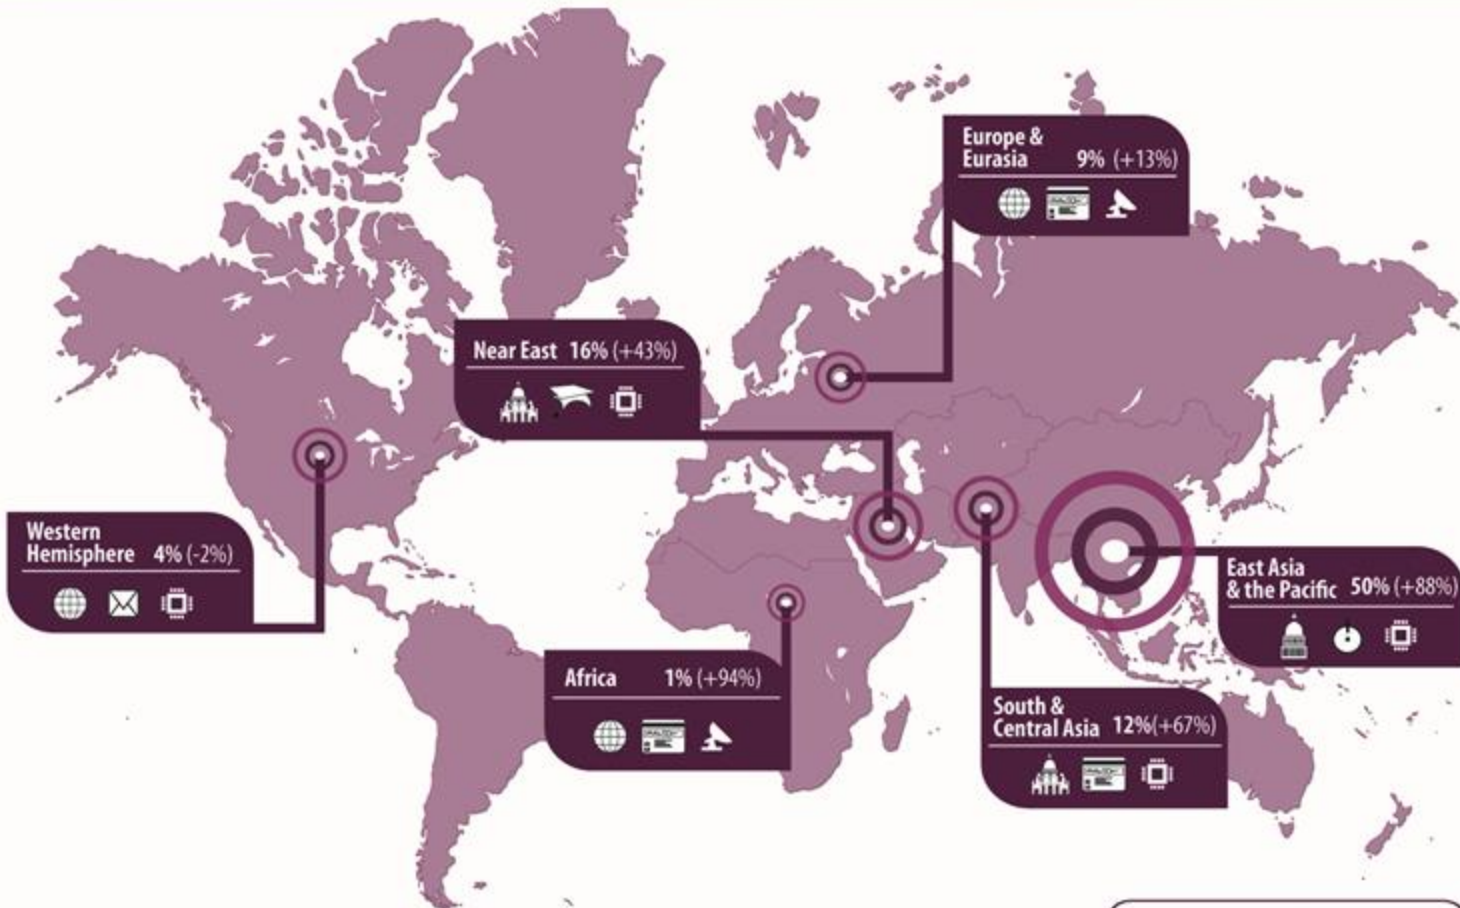 Europe &
Eurasia 9% (+13%)
Near East 16% (+43%)
Western
Hemisphere 4% (-2%)
East Asia
& the Pacific 50% (+88%)
Africa 1% (+94%)
South &
Central Asia 12%(+67%)